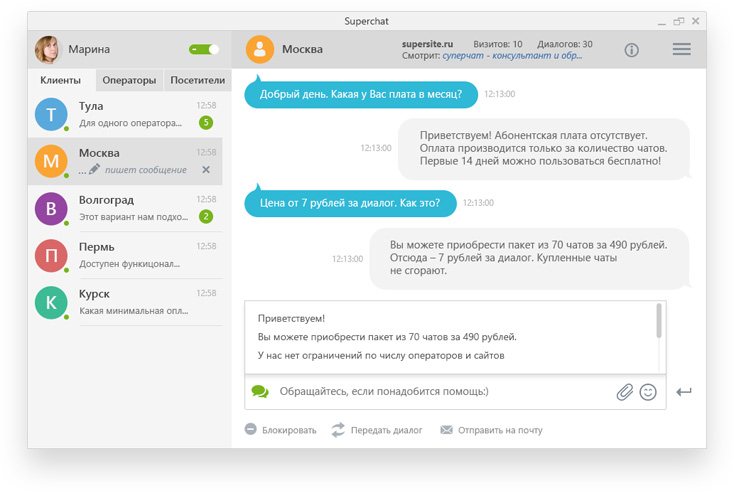 Superchat
Марина
Клиенты Операторы Посетители
Т
Тула 12:58
Для одного оператора... 5
М
Москва 12:58
... пишет сообщение
В
Волгоград 12:58
Этот вариант нам подхо... 2
П
Пермь 12:58
Доступен функицонал...
К
Курск 12:58
Какая минимальная опл...
Москва
supersite.ru Визитов: 10 Диалогов: 30
Смотрит: суперчат - консультант и обр...
Добрый день. Какая у Вас плата в месяц? 12:13:00
Приветствуем! Абонентская плата отсутствует.
12:13:00 Оплата производится только за количество чатов.
Первые 14 дней можно пользоваться бесплатно!
Цена от 7 рублей за диалог. Как это? 12:13:00
Вы можете приобрести пакет из 70 чатов за 490 рублей.
12:13:00 Отсюда – 7 рублей за диалог. Купленные чаты
не сгорают.
Приветствуем!
Вы можете приобрести пакет из 70 чатов за 490 рублей.
У нас нет ограничений по числу операторов и сайтов
Обращайтесь, если понадобится помощь:)
Блокировать Передать диалог Отправить на почту